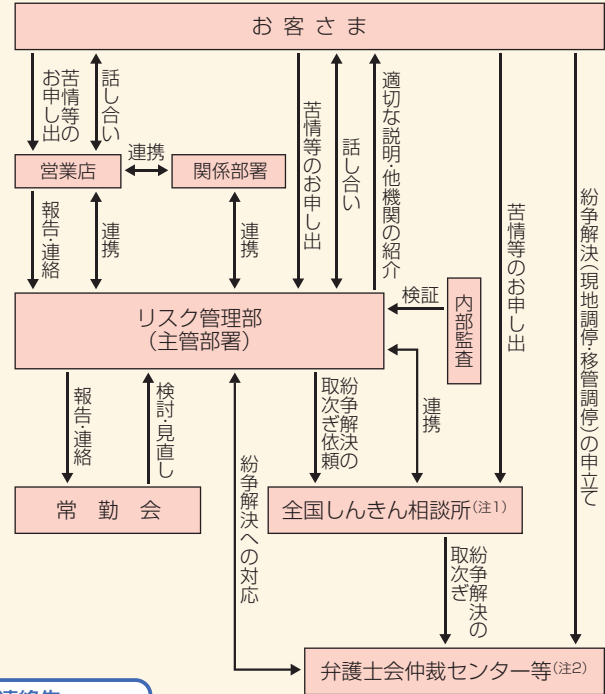 お客さま
苦情等の
お申し出
話し合い
苦情等のお申し出
話し合い
適切な説明・他機関の紹介
苦情等のお申し出
紛争解決（現地調停・移管調停）の申立て
営業店
連携
関係部署
報告・連絡
連携
連携
リスク管理部
（主管部署）
検証
内部監査
報告・連絡
検討・見直し
紛争解決への対応
紛争解決の
取次ぎ依頼
連携
常勤会
全国しんきん相談所(注1)
紛争解決の
取次ぎ
弁護士会仲裁センター等(注2)